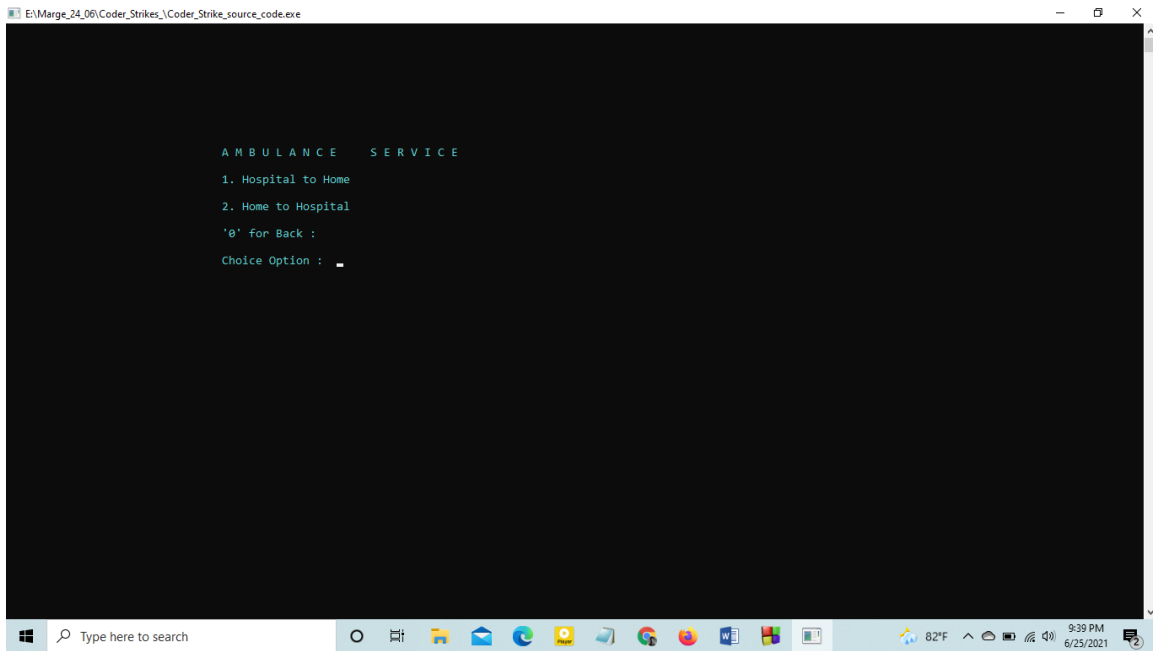 E:\Marge_24_06\Coder_Strikes_\Coder_Strike_source_code.exe
A M B U L A N C E     S E R V I C E
1. Hospital to Home
2. Home to Hospital
'0' for Back :
Choice Option :
Type here to search
82°F
9:39 PM
6/25/2021
2